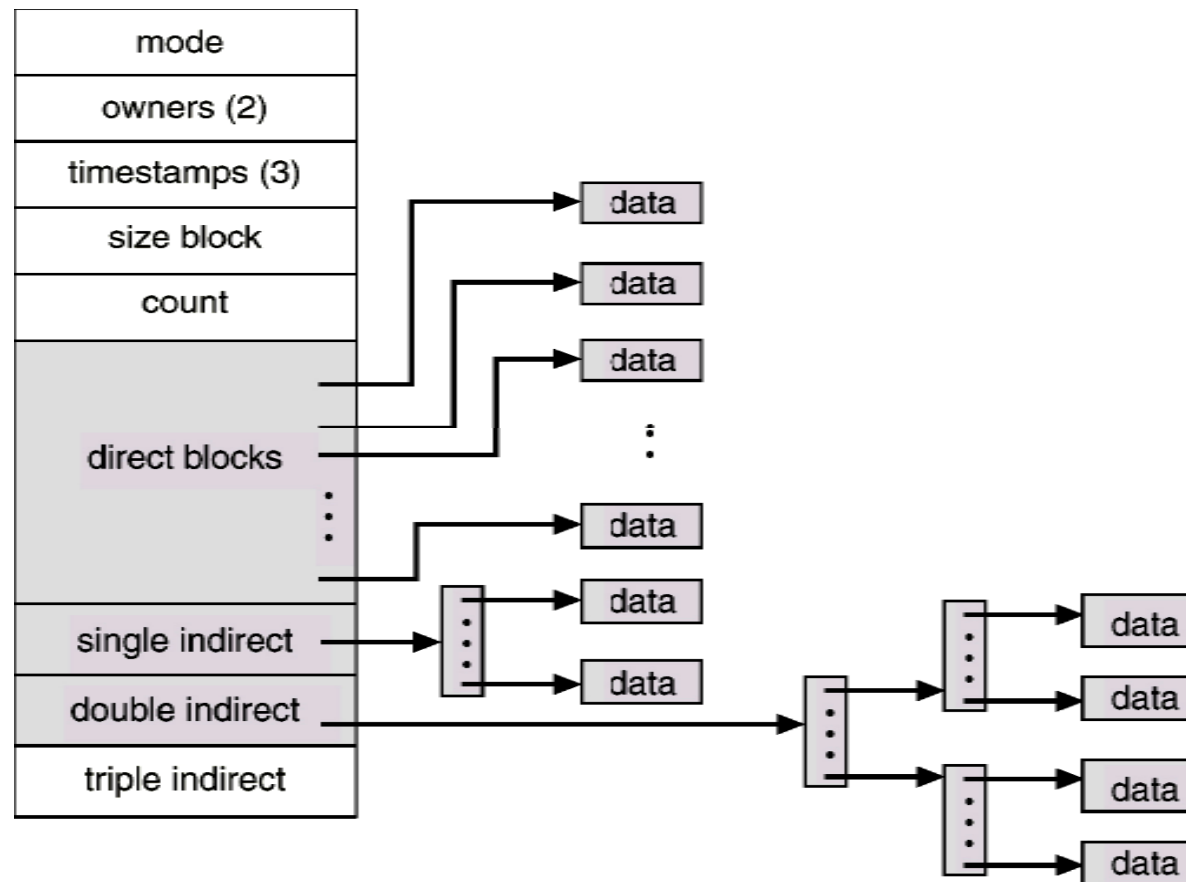 mode
owners (2)
timestamps (3)
size block
count
direct blocks
single indirect
double indirect
triple indirect
data
data
data
data
data
data
data
data
data
data